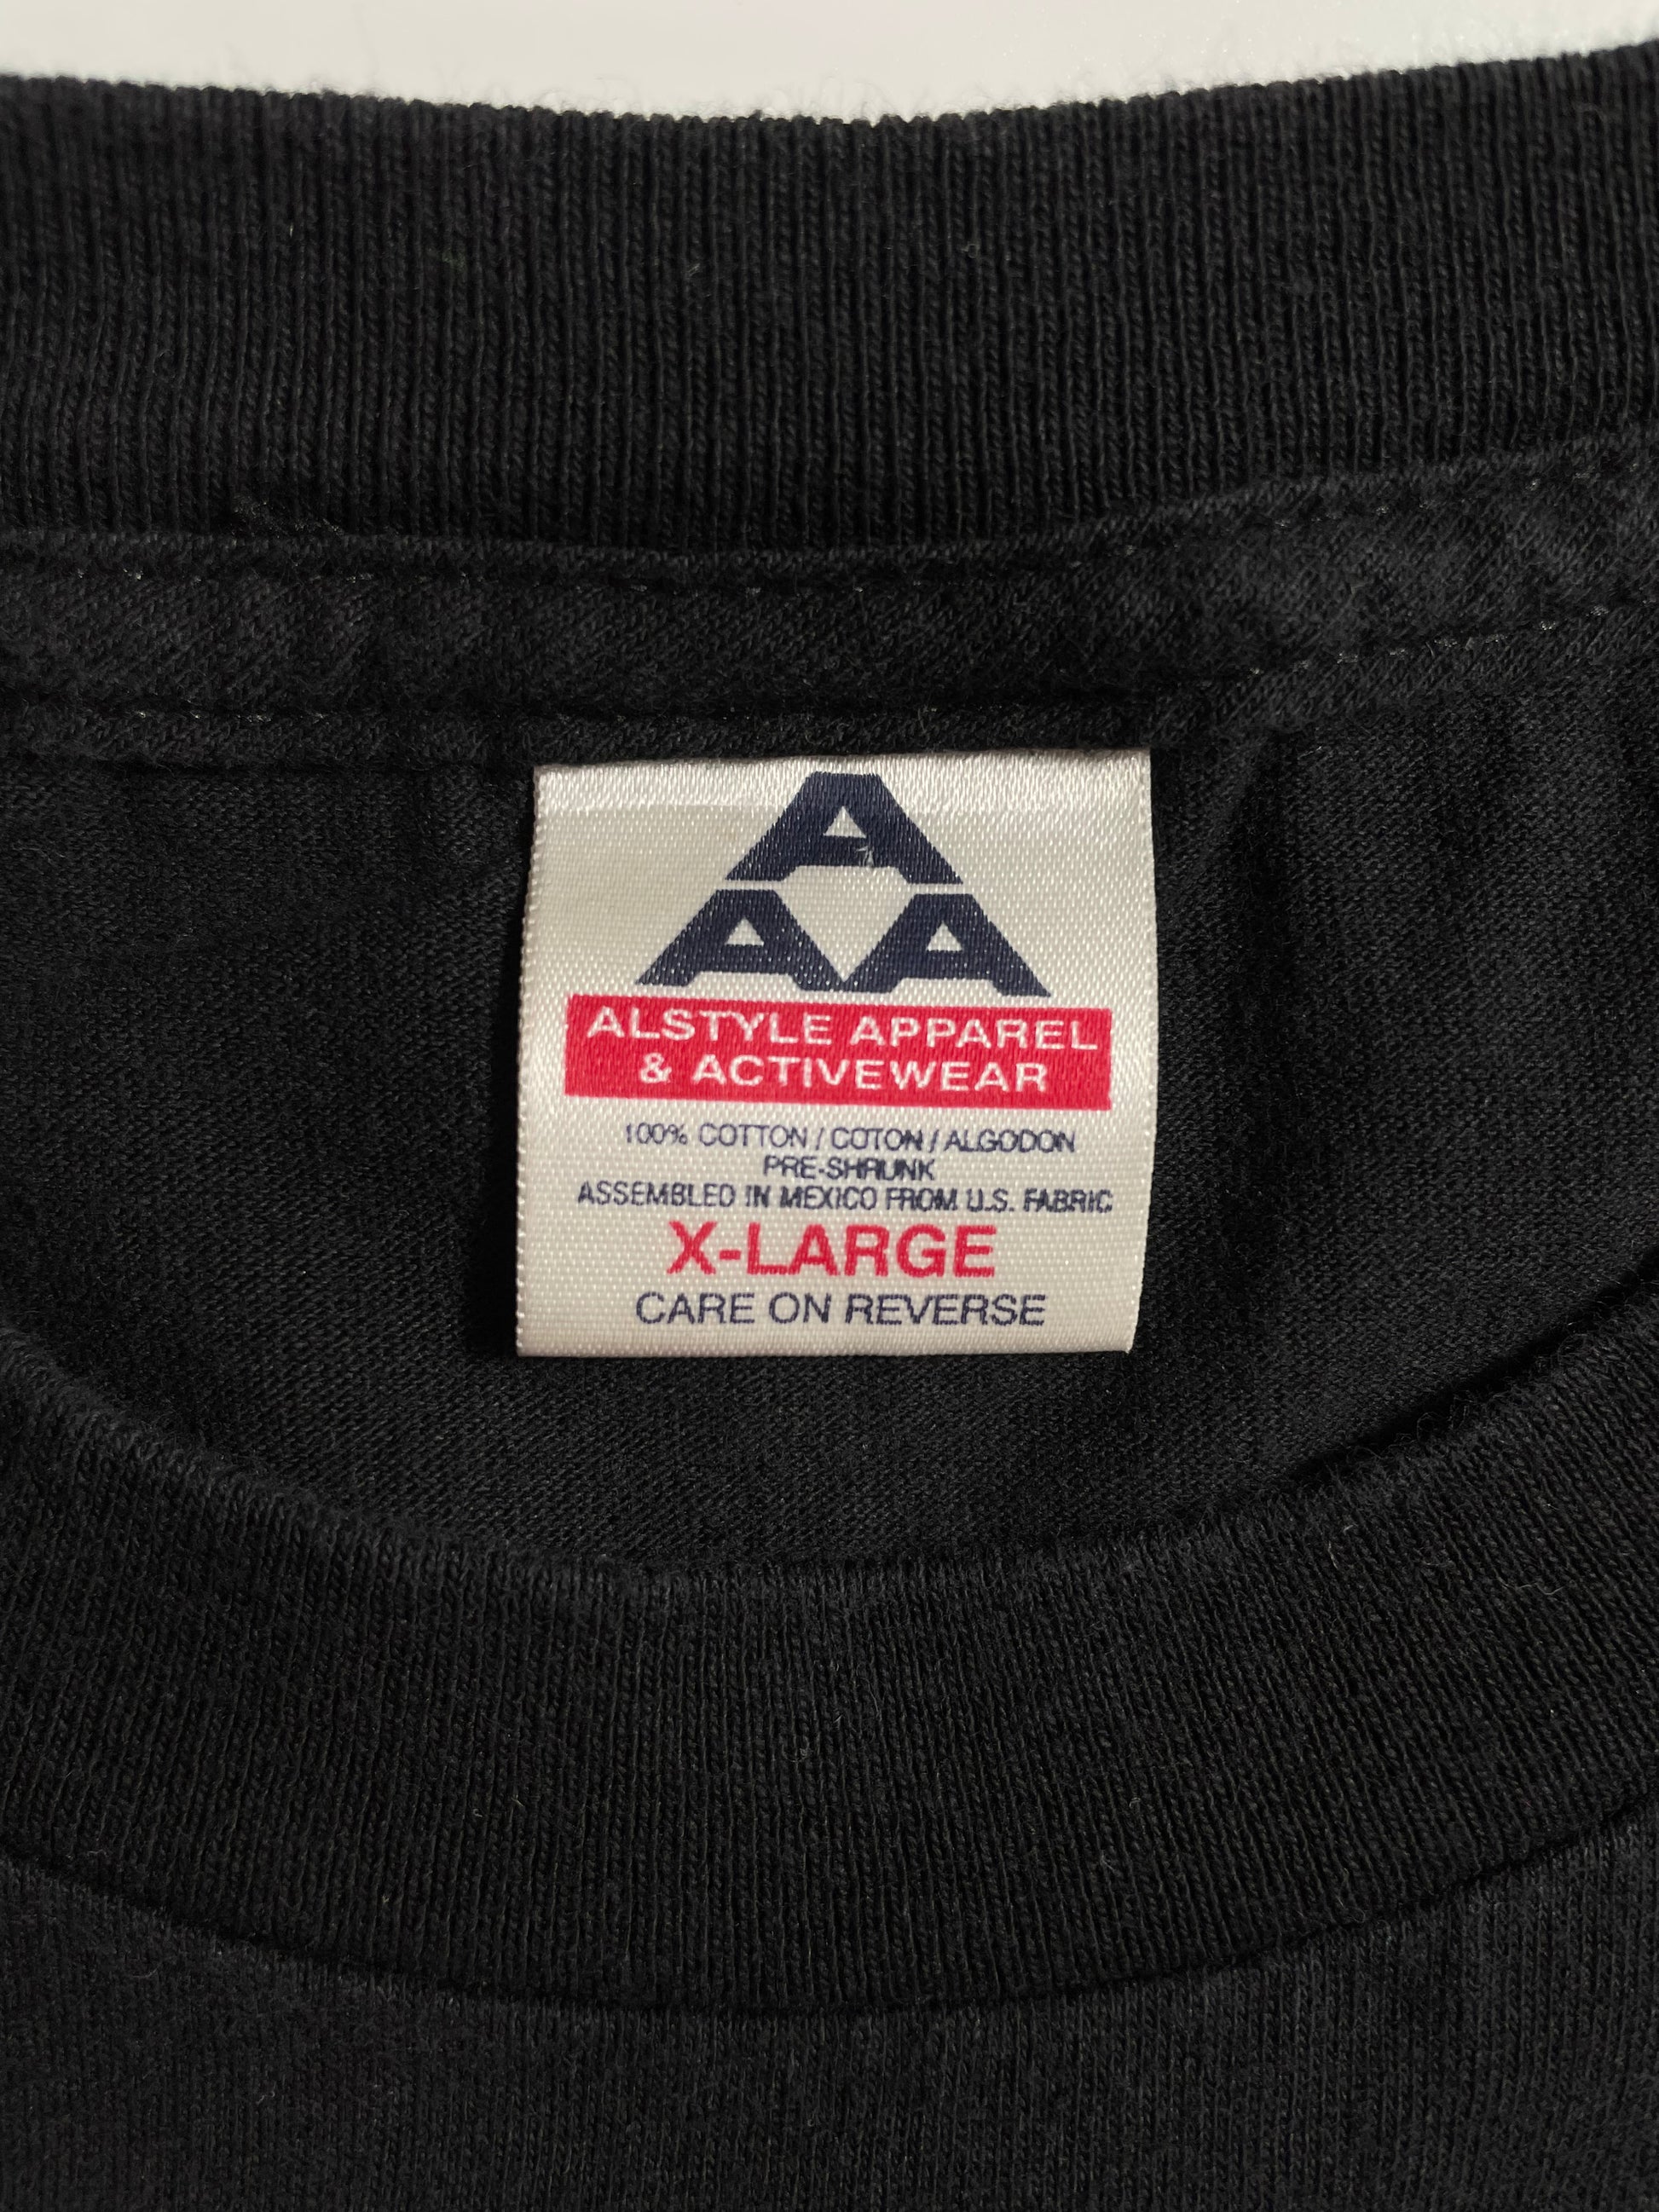 A
A A
ALSTYLE APPAREL
& ACTIVEWEAR
100% COTTON / COTON / ALGODON
PRE-SHRUNK
ASSEMBLED IN MEXICO FROM U.S. FABRIC
X-LARGE
CARE ON REVERSE